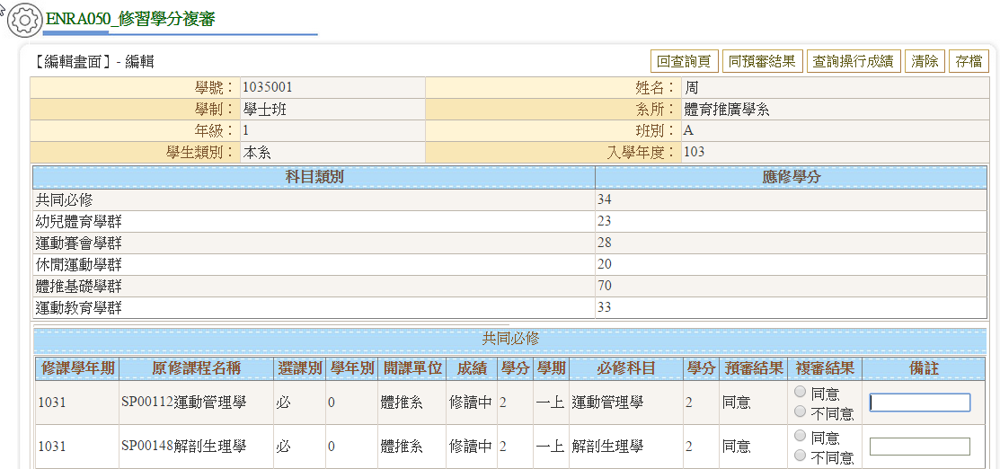 ENRA050_修習學分複審
【編輯畫面】- 編輯 回查詢頁 同預審結果 查詢操行成績 清除 存檔
學號： 1035001 姓名： 周
學制： 學士班 系所： 體育推廣學系
年級： 1 班別： A
學生類別： 本系 入學年度： 103
科目類別 應修學分
共同必修 34
幼兒體育學群 23
運動賽會學群 28
休閒運動學群 20
體推基礎學群 70
運動教育學群 33
共同必修
修課學年期 原修課程名稱 選課別 學年別 開課單位 成績 學分 學期 必修科目 學分 預審結果 複審結果 備註
1031 SP00112運動管理學 必 0 體推系 修讀中 2 一上 運動管理學 2 同意 同意
不同意
1031 SP00148解剖生理學 必 0 體推系 修讀中 2 一上 解剖生理學 2 同意 同意
不同意